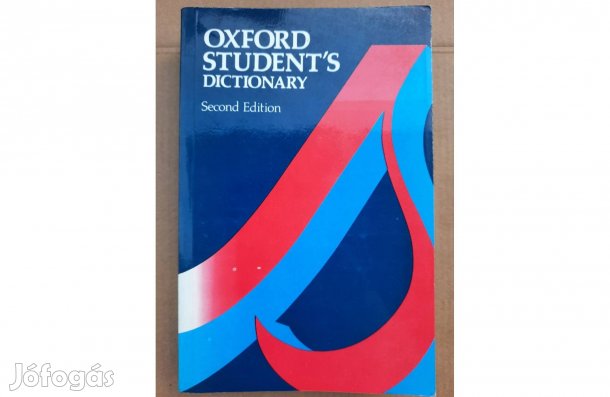 OXFORD
STUDENT'S
DICTIONARY
Second Edition
Jófogás